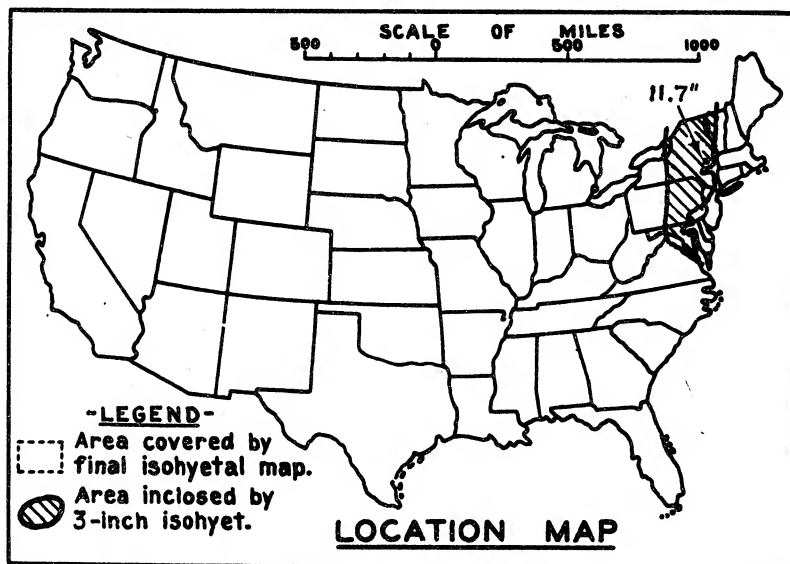 SCALE OF MILES
500 0 500 1000
11.7"
-LEGEND-
Area covered by
final isohyetal map.
Area inclosed by
3-inch isohyet.
LOCATION MAP